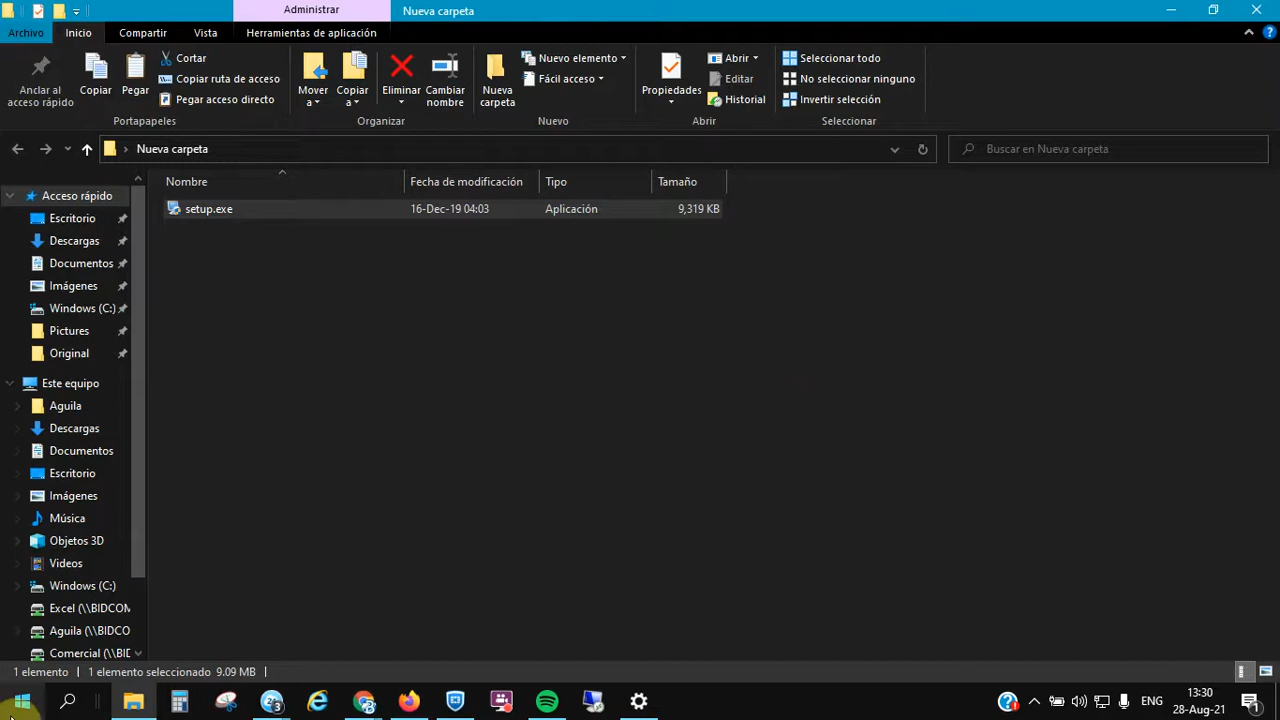 Administrar
Nueva carpeta
Archivo Inicio Compartir Vista Herramientas de aplicación
Anclar al acceso rápido
Copiar
Pegar
Cortar
Copiar ruta de acceso
Pegar acceso directo
Portapapeles
Mover a
Copiar a
Eliminar
Cambiar nombre
Organizar
Nueva carpeta
Nuevo elemento
Fácil acceso
Nuevo
Propiedades
Abrir
Editar
Historial
Abrir
Seleccionar todo
No seleccionar ninguno
Invertir selección
Seleccionar
Nueva carpeta
Buscar en Nueva carpeta
Nombre Fecha de modificación Tipo Tamaño
setup.exe 16-Dec-19 04:03 Aplicación 9,319 KB
Acceso rápido
Escritorio
Descargas
Documentos
Imágenes
Windows (C:)
Pictures
Original
Este equipo
Aguila
Descargas
Documentos
Escritorio
Imágenes
Música
Objetos 3D
Videos
Windows (C:)
Excel (\\BIDCOM
Aguila (\\BIDCO
Comercial (\\BID
1 elemento 1 elemento seleccionado 9.09 MB
ENG
13:30
28-Aug-21